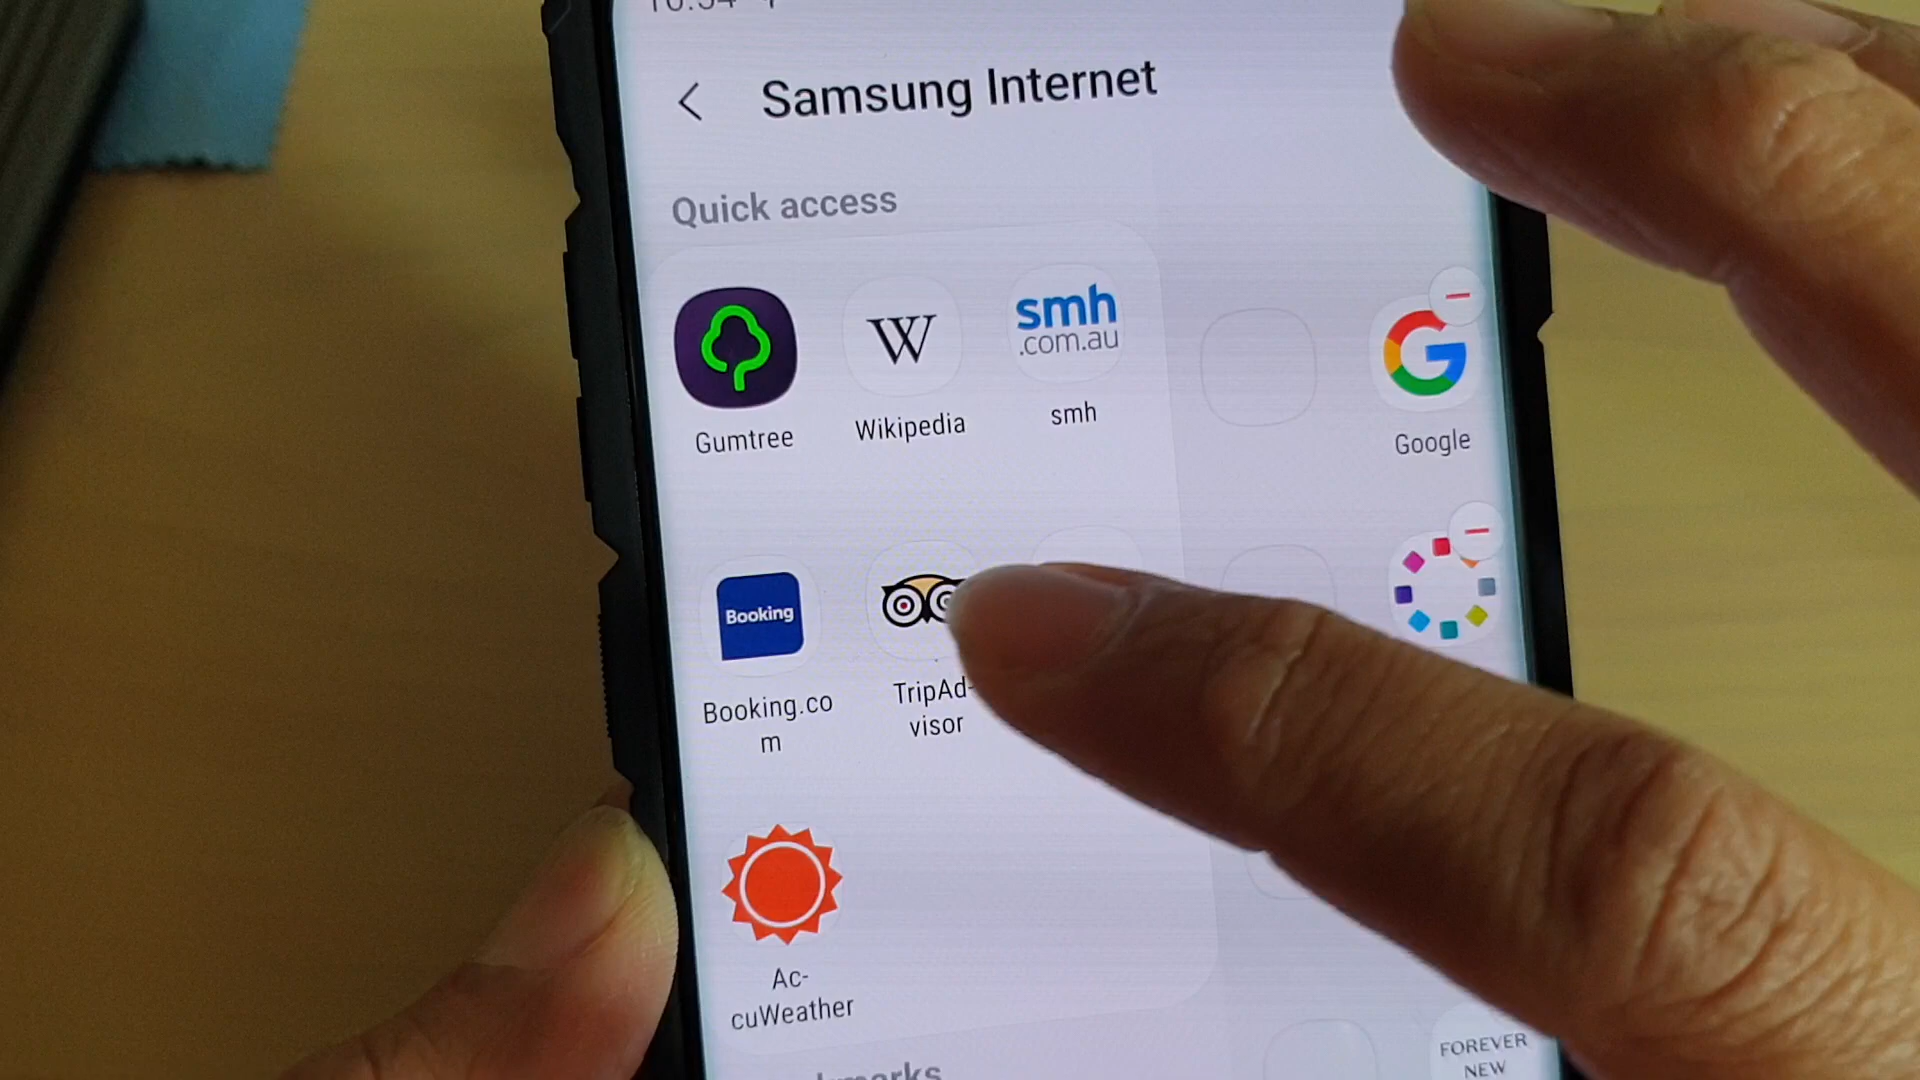 Samsung Internet
Quick access
W
smh
.com.au
Gumtree
Wikipedia
smh
Google
Booking
Booking.co
m
TripAd-
visor
Ac-
cuWeather
FOREVER
NEW